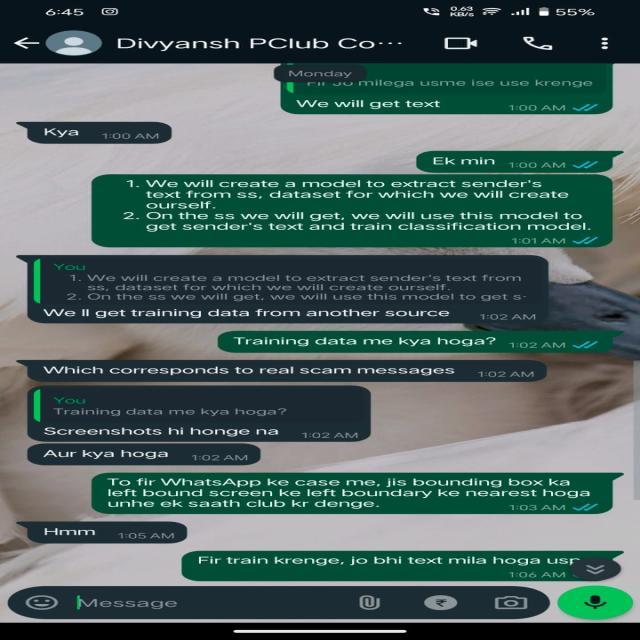 6:45
0.63
KB/s
55%
Divyansh PClub Co···
Monday
Fir Jo milega usme ise use krenge
We will get text
1:00 AM
Kya
1:00 AM
Ek min
1:00 AM
1. We will create a model to extract sender's
text from ss, dataset for which we will create
ourself.
2. On the ss we will get, we will use this model to
get sender's text and train classification model.
1:01 AM
You
1. We will create a model to extract sender's text from
ss, dataset for which we will create ourself.
2. On the ss we will get, we will use this model to get s·
We ll get training data from another source
1:02 AM
Training data me kya hoga?
1:02 AM
Which corresponds to real scam messages
1:02 AM
You
Training data me kya hoga?
Screenshots hi honge na
1:02 AM
Aur kya hoga
1:02 AM
To fir WhatsApp ke case me, jis bounding box ka
left bound screen ke left boundary ke nearest hoga
unhe ek saath club kr denge.
1:03 AM
Hmm
1:05 AM
Fir train krenge, jo bhi text mila hoga usp
1:06 AM
Message